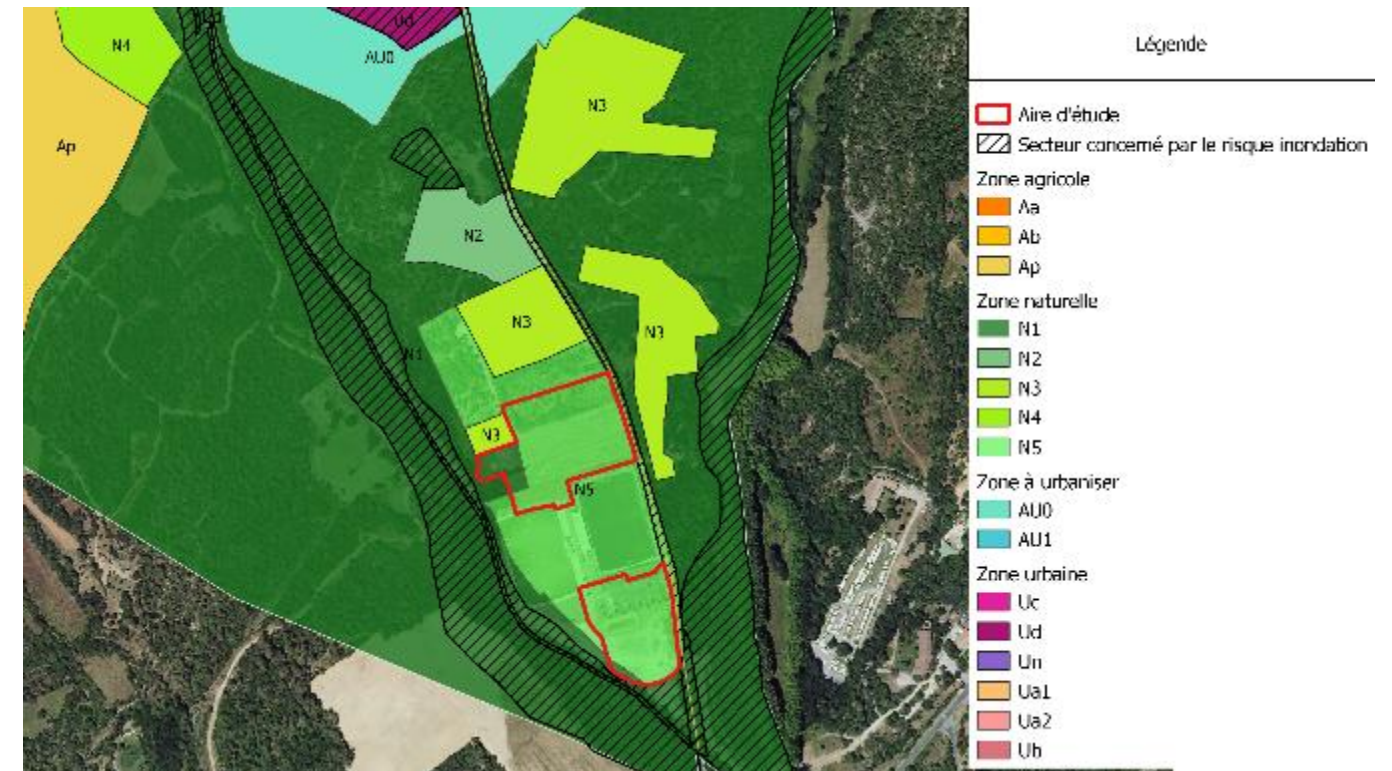 Légende
Aire d'étude
Secteur concerné par le risque inondation
Zone agricole
Aa
Ab
Ap
Zone naturelle
N1
N2
N3
N4
N5
Zone à urbaniser
AU0
AU1
Zone urbaine
Uc
Ud
Un
Ua1
Ua2
Ub
Ud
N4
AU0
N3
Ap
N2
N3
N3
N1
N3
N5